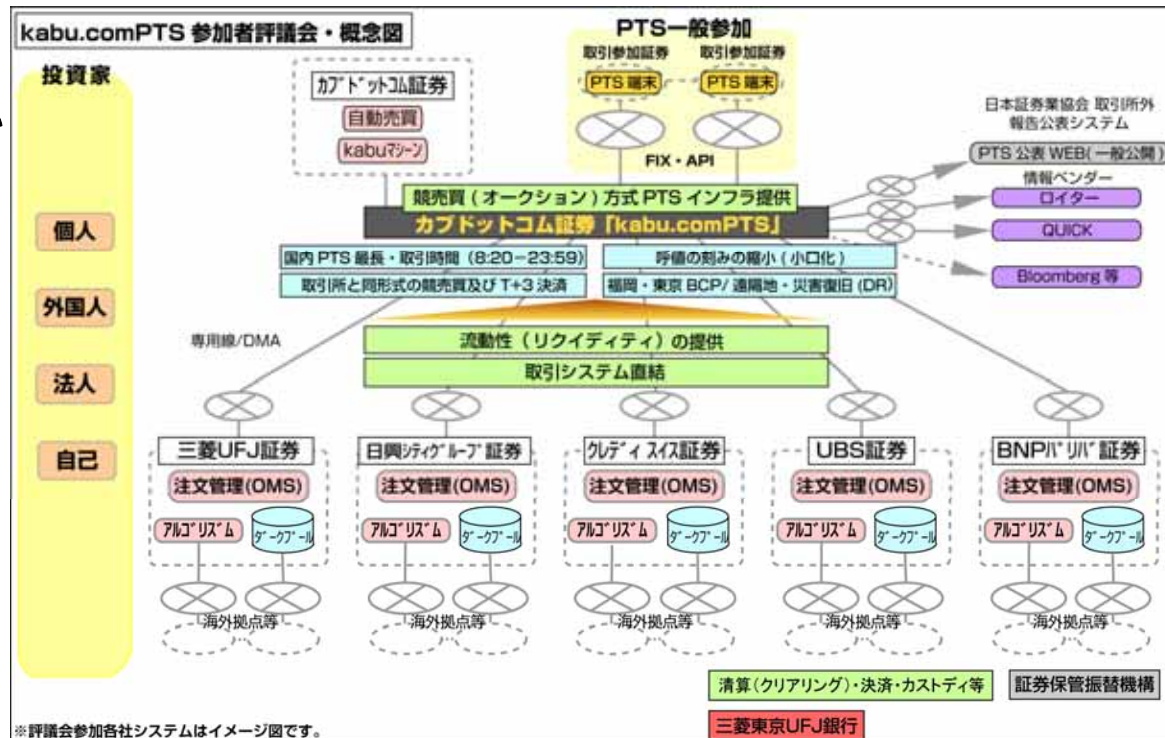 kabu.comPTS 参加者評議会・概念図
投資家
個人
外国人
法人
自己
カブドットコム証券
自動売買
kabuマシーン
PTS一般参加
取引参加証券 取引参加証券
PTS 端末 PTS 端末
FIX・API
日本証券業協会 取引所外
報告公表システム
PTS 公表 WEB(一般公開)
情報ベンダー
ロイター
QUICK
Bloomberg 等
競売買(オークション)方式 PTS インフラ提供
カブドットコム証券「kabu.comPTS」
国内 PTS 最長・取引時間(8:20-23:59)
呼値の刻みの縮小(小口化)
取引所と同形式の競売買及び T+3 決済
福岡・東京 BCP/ 遠隔地・災害復旧(DR)
専用線/DMA
流動性(リクイディティ)の提供
取引システム直結
三菱UFJ証券
注文管理(OMS)
アルゴリズム ダークプール
海外拠点等
日興シティグループ証券
注文管理(OMS)
アルゴリズム ダークプール
海外拠点等
クレディ スイス証券
注文管理(OMS)
アルゴリズム ダークプール
海外拠点等
UBS証券
注文管理(OMS)
アルゴリズム ダークプール
海外拠点等
BNPパリバ証券
注文管理(OMS)
アルゴリズム ダークプール
海外拠点等
清算(クリアリング)・決済・カストディ等
証券保管振替機構
三菱東京UFJ銀行
※評議会参加各社システムはイメージ図です。